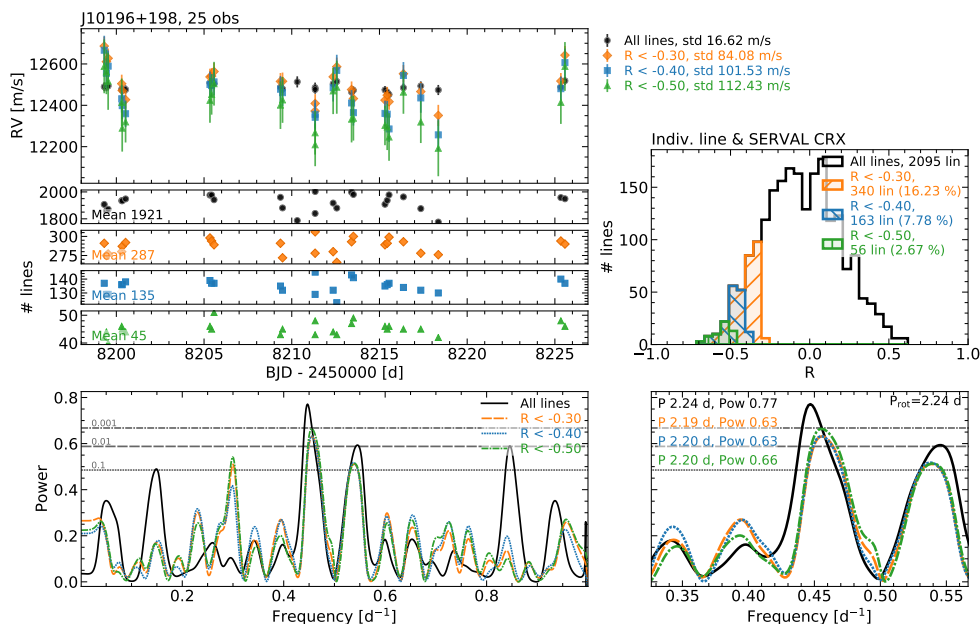 J10196+198, 25 obs
12600
12400
12200
RV [m/s]
All lines, std 16.62 m/s
R < -0.30, std 84.08 m/s
R < -0.40, std 101.53 m/s
R < -0.50, std 112.43 m/s
2000
1800
Mean 1921
300
275
Mean 287
140
130
Mean 135
50
40
Mean 45
# lines
8200
8205
8210
8215
8220
8225
BJD - 2450000 [d]
Indiv. line & SERVAL CRX
All lines, 2095 lin
R < -0.30,
340 lin (16.23 %)
R < -0.40,
163 lin (7.78 %)
R < -0.50,
56 lin (2.67 %)
150
100
50
0
# lines
-1.0
-0.5
0.0
0.5
1.0
R
0.8
0.6
0.4
0.2
0.0
Power
0.001
0.01
0.1
All lines
R < -0.30
R < -0.40
R < -0.50
0.2
0.4
0.6
0.8
Frequency [d⁻¹]
P 2.24 d, Pow 0.77
P 2.19 d, Pow 0.63
P 2.20 d, Pow 0.63
P 2.20 d, Pow 0.66
Prot=2.24 d
0.35
0.40
0.45
0.50
0.55
Frequency [d⁻¹]